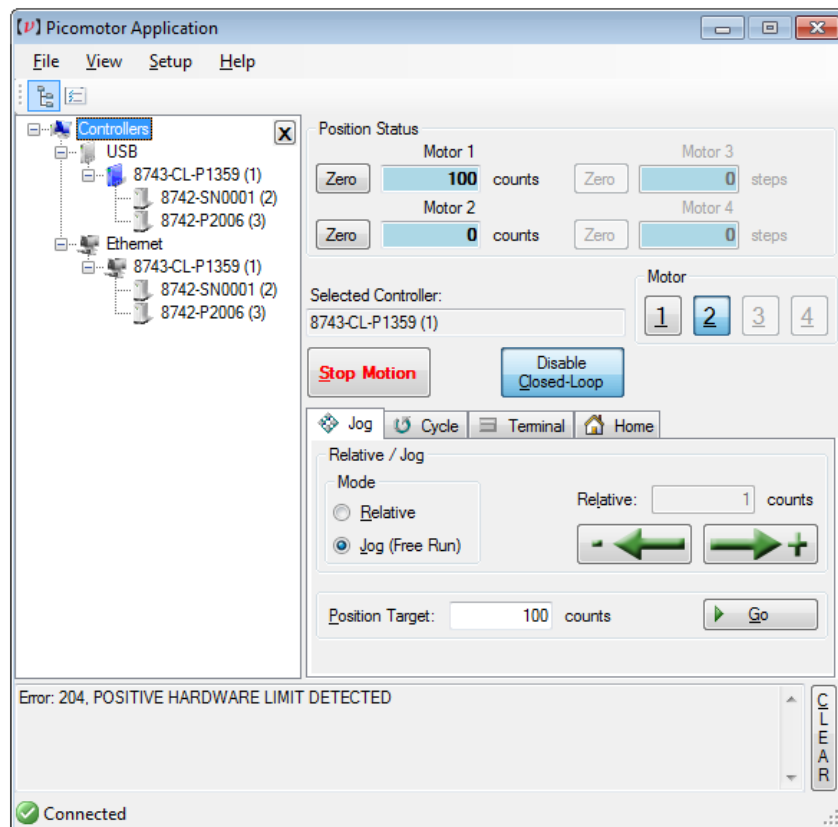 [ν] Picomotor Application
File View Setup Help
Controllers
X
USB
8743-CL-P1359 (1)
8742-SN0001 (2)
8742-P2006 (3)
Ethernet
8743-CL-P1359 (1)
8742-SN0001 (2)
8742-P2006 (3)
Position Status
Motor 1 Motor 3
Zero 100 counts Zero 0 steps
Motor 2 Motor 4
Zero 0 counts Zero 0 steps
Selected Controller:
8743-CL-P1359 (1)
Motor
1 2 3 4
Stop Motion
Disable
Closed-Loop
Jog Cycle Terminal Home
Relative / Jog
Mode
Relative
Jog (Free Run)
Relative: 1 counts
- +
Position Target: 100 counts Go
Error: 204, POSITIVE HARDWARE LIMIT DETECTED
CLEAR
Connected